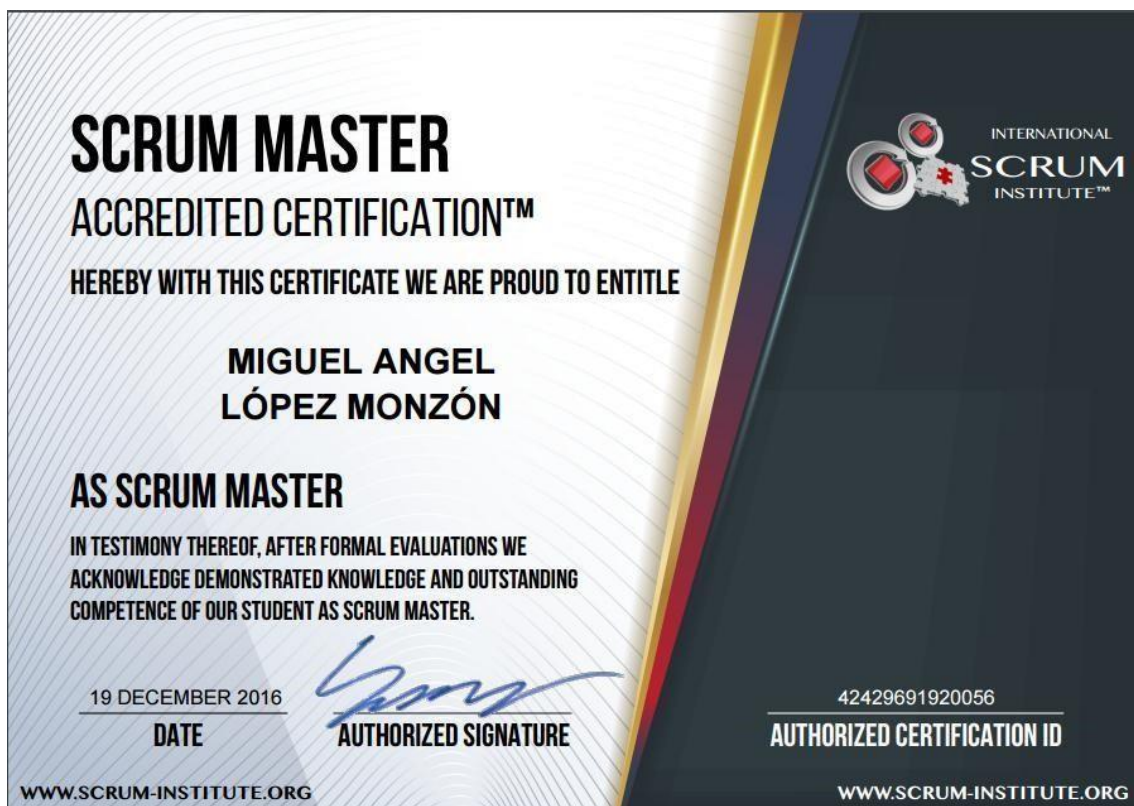 SCRUM MASTER
ACCREDITED CERTIFICATION™
HEREBY WITH THIS CERTIFICATE WE ARE PROUD TO ENTITLE
MIGUEL ANGEL
LÓPEZ MONZÓN
AS SCRUM MASTER
IN TESTIMONY THEREOF, AFTER FORMAL EVALUATIONS WE
ACKNOWLEDGE DEMONSTRATED KNOWLEDGE AND OUTSTANDING
COMPETENCE OF OUR STUDENT AS SCRUM MASTER.
19 DECEMBER 2016
DATE
AUTHORIZED SIGNATURE
WWW.SCRUM-INSTITUTE.ORG
INTERNATIONAL
SCRUM
INSTITUTE™
42429691920056
AUTHORIZED CERTIFICATION ID
WWW.SCRUM-INSTITUTE.ORG